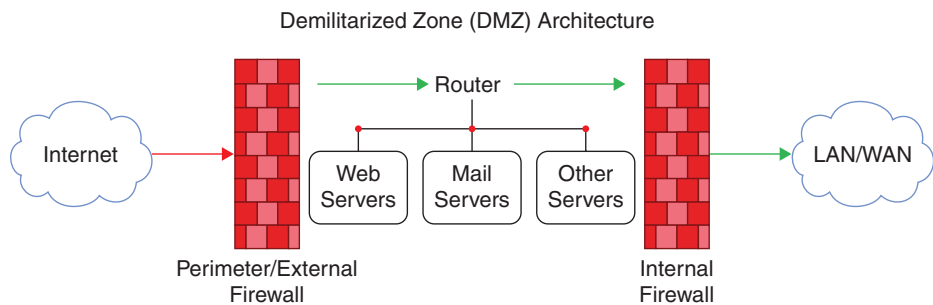 Demilitarized Zone (DMZ) Architecture
Router
Internet
Web
Servers
Mail
Servers
Other
Servers
LAN/WAN
Perimeter/External
Firewall
Internal
Firewall